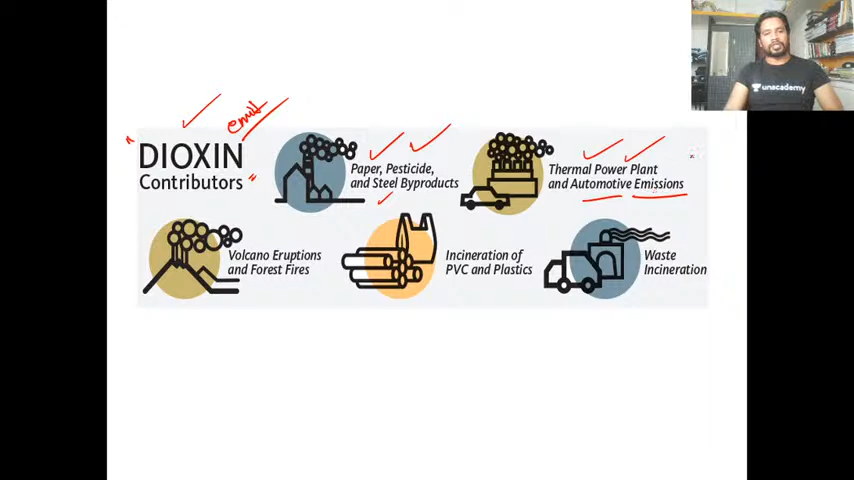 unacademy
emit
DIOXIN
Contributors
Paper, Pesticide,
and Steel Byproducts
Thermal Power Plant
and Automotive Emissions
Volcano Eruptions
and Forest Fires
Incineration of
PVC and Plastics
Waste
Incineration